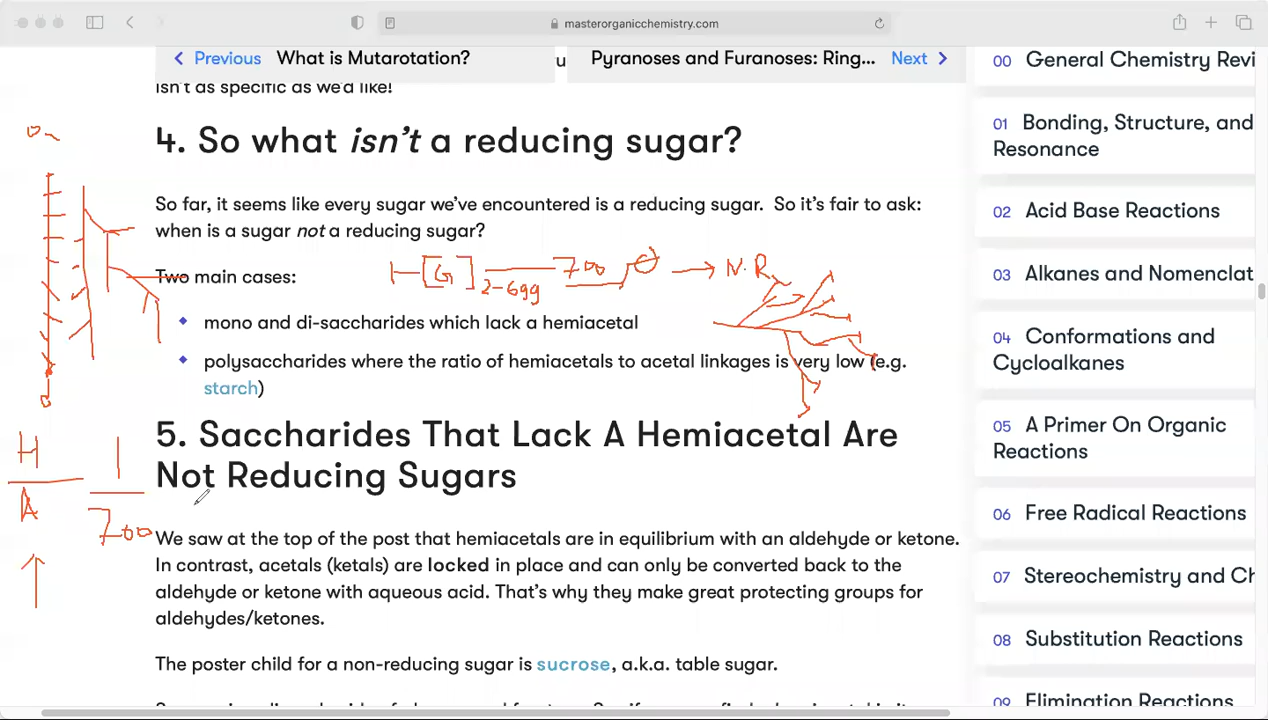 masterorganicchemistry.com
Previous What is Mutarotation?
Pyranoses and Furanoses: Ring... Next
isn't as specific as we'd like!
4. So what isn't a reducing sugar?
So far, it seems like every sugar we've encountered is a reducing sugar. So it's fair to ask:
when is a sugar not a reducing sugar?
Two main cases:
[G] 700 → N.R.
2-699
mono and di-saccharides which lack a hemiacetal
polysaccharides where the ratio of hemiacetals to acetal linkages is very low (e.g.
starch)
H
A
1
700
5. Saccharides That Lack A Hemiacetal Are
Not Reducing Sugars
We saw at the top of the post that hemiacetals are in equilibrium with an aldehyde or ketone.
In contrast, acetals (ketals) are locked in place and can only be converted back to the
aldehyde or ketone with aqueous acid. That's why they make great protecting groups for
aldehydes/ketones.
The poster child for a non-reducing sugar is sucrose, a.k.a. table sugar.
00 General Chemistry Revi
01 Bonding, Structure, and
Resonance
02 Acid Base Reactions
03 Alkanes and Nomenclat
04 Conformations and
Cycloalkanes
05 A Primer On Organic
Reactions
06 Free Radical Reactions
07 Stereochemistry and Ch
08 Substitution Reactions
09 Elimination Reactions